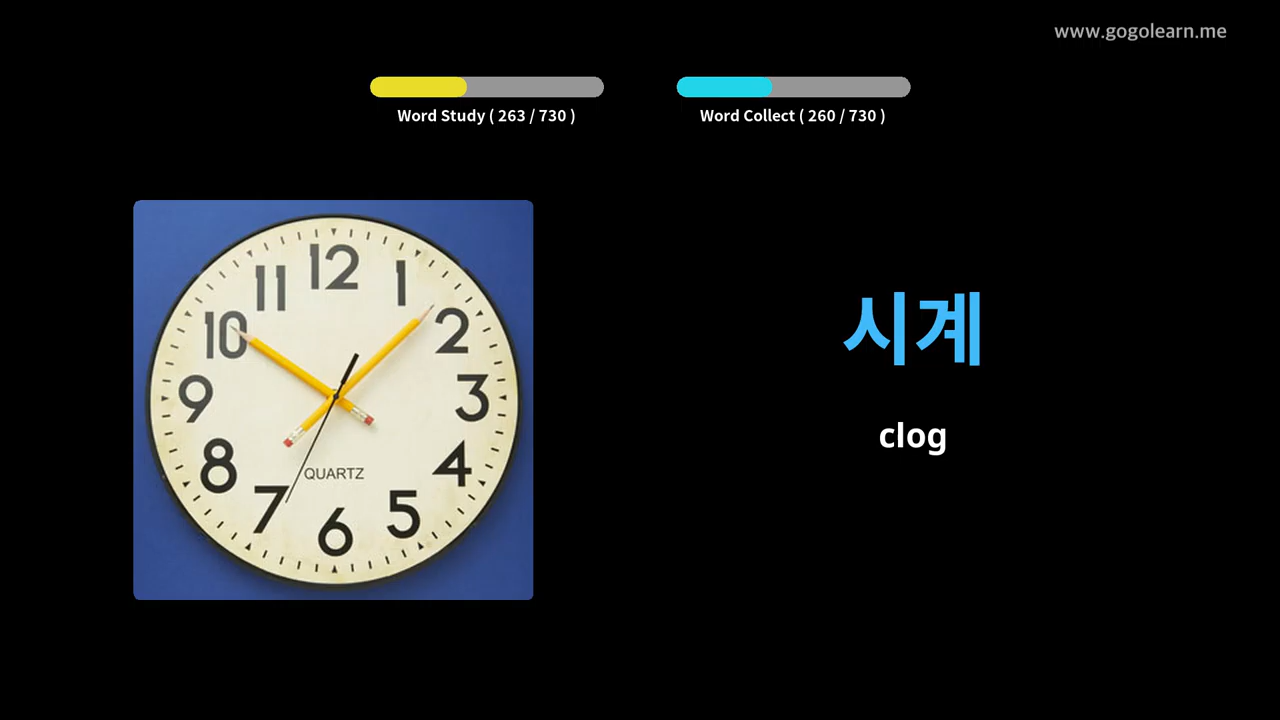 www.gogolearn.me
Word Study ( 263 / 730 )
Word Collect ( 260 / 730 )
12
11
1
10
2
9
3
8
4
7
5
6
QUARTZ
시계
clog